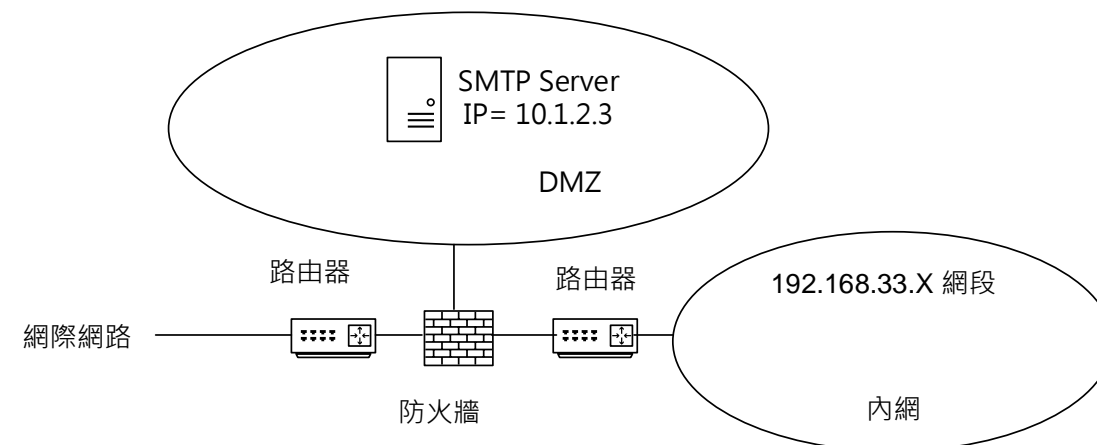 SMTP Server
IP= 10.1.2.3
DMZ
路由器
路由器
192.168.33.X 網段
網際網路
防火牆
內網